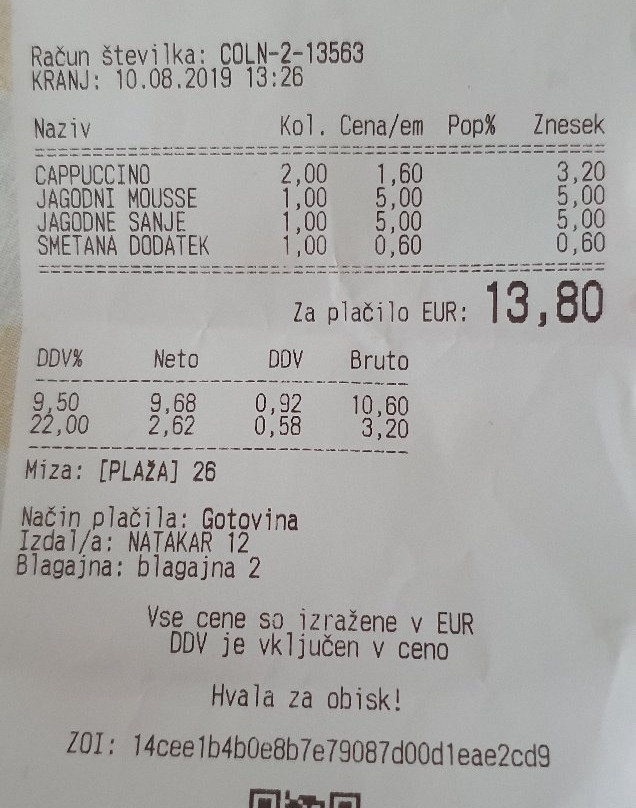 Račun številka: COLN-2-13563
KRANJ: 10.08.2019 13:26
Naziv Kol. Cena/em Pop% Znesek
CAPPUCCINO 2,00 1,60 3,20
JAGODNI MOUSSE 1,00 5,00 5,00
JAGODNE SANJE 1,00 5,00 5,00
SMETANA DODATEK 1,00 0,60 0,60
Za plačilo EUR: 13,80
DDV% Neto DDV Bruto
9,50 9,68 0,92 10,60
22,00 2,62 0,58 3,20
Miza: [PLAŽA] 26
Način plačila: Gotovina
Izdal/a: NATAKAR 12
Blagajna: blagajna 2
Vse cene so izražene v EUR
DDV je vključen v ceno
Hvala za obisk!
ZOI: 14cee1b4b0e8b7e79087d00d1eae2cd9